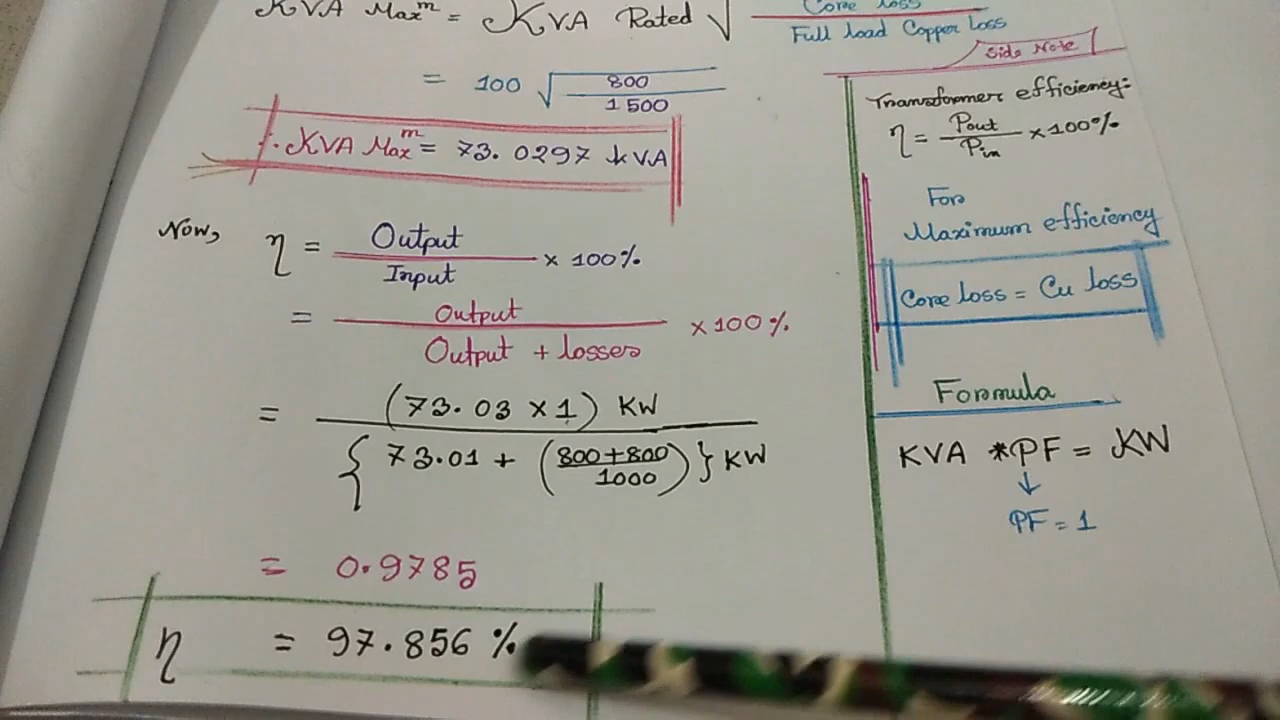 KVA Maxᵐ = KVA Rated √ Core loss / Full load Copper Loss
= 100 √ 800 / 1500
∴ KVA Maxᵐ = 73.0297 kVA
Now, η = Output / Input × 100%
= Output / Output + losses × 100%
= (73.03 × 1) KW / { 73.01 + (800+800 / 1000) } KW
= 0.9785
η = 97.856 %
Side Note
Transformer efficiency:
η = Pout / Pin × 100%
For
Maximum efficiency
Core loss = Cu loss
Formula
KVA * PF = KW
↓
PF = 1